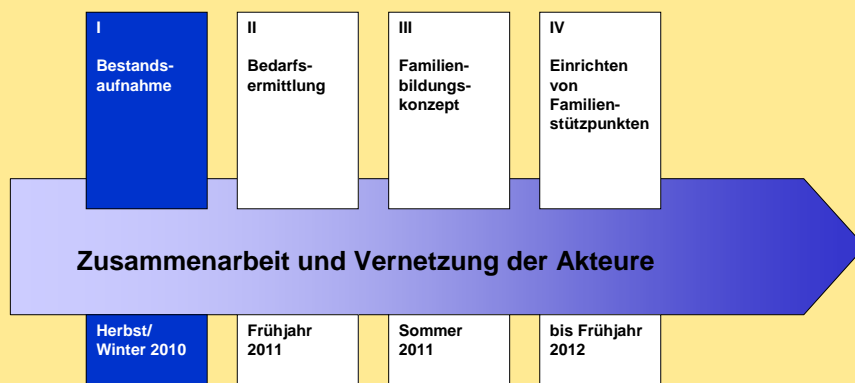 I
Bestands-
aufnahme
II
Bedarfs-
ermittlung
III
Familien-
bildungs-
konzept
IV
Einrichten
von
Familien-
stützpunkten
Zusammenarbeit und Vernetzung der Akteure
Herbst/
Winter 2010
Frühjahr
2011
Sommer
2011
bis Frühjahr
2012